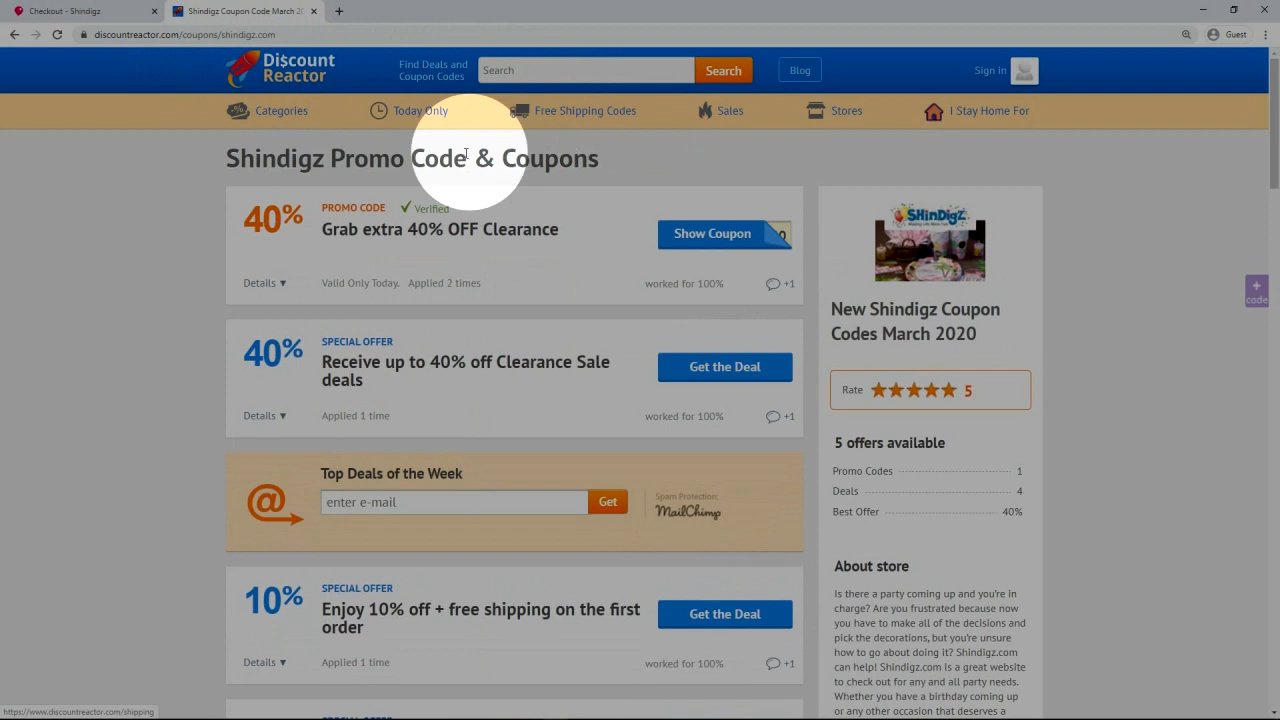 Checkout - Shindigz
Shindigz Coupon Code March 20
discountreactor.com/coupons/shindigz.com
Guest
Di$count
Reactor
Find Deals and
Coupon Codes
Search
Search
Blog
Sign in
Categories
Today Only
Free Shipping Codes
Sales
Stores
I Stay Home For
Shindigz Promo Code & Coupons
40%
PROMO CODE
Verified
Grab extra 40% OFF Clearance
Show Coupon
0
Details ▼
Valid Only Today.
Applied 2 times
worked for 100%
+1
40%
SPECIAL OFFER
Receive up to 40% off Clearance Sale
deals
Get the Deal
Details ▼
Applied 1 time
worked for 100%
+1
Top Deals of the Week
@
enter e-mail
Get
Spam Protection:
MailChimp
10%
SPECIAL OFFER
Enjoy 10% off + free shipping on the first
order
Get the Deal
Details ▼
Applied 1 time
worked for 100%
+1
ShinDigZ
New Shindigz Coupon
Codes March 2020
Rate
5
5 offers available
Promo Codes 1
Deals 4
Best Offer 40%
About store
Is there a party coming up and you're in
charge? Are you frustrated because now
you have to make all of the decisions and
pick the decorations, but you're unsure
how to go about doing it? Shindigz.com
can help! Shindigz.com is a great website
to check out for any and all party needs.
Whether you have a birthday coming up
or any other occasion that deserves a
+
code
https://www.discountreactor.com/shipping